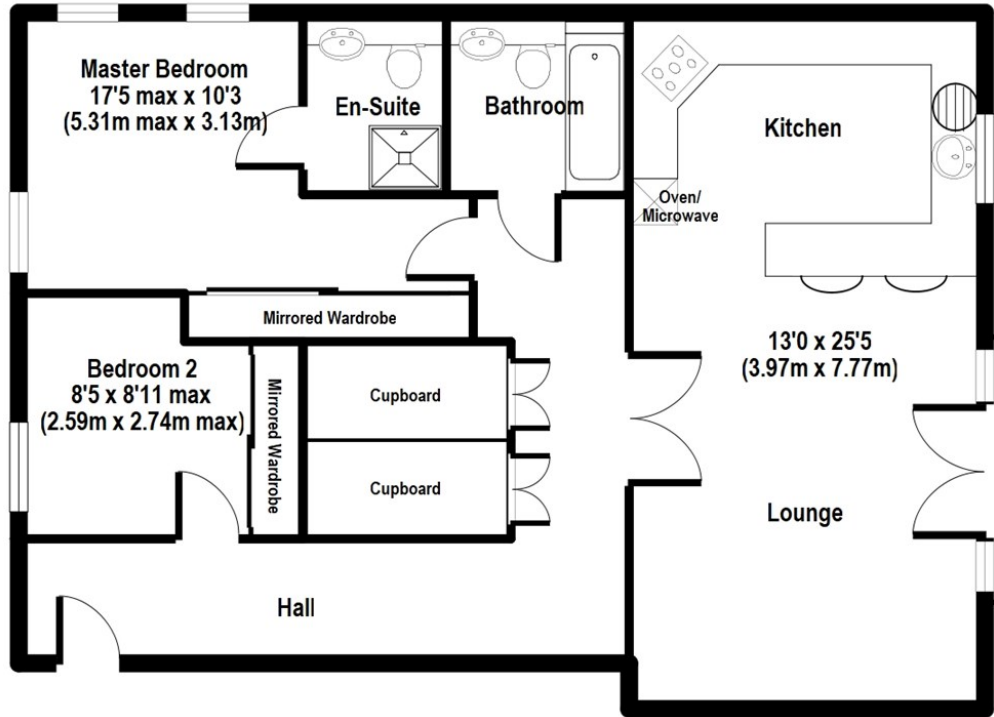 Master Bedroom
17'5 max x 10'3
(5.31m max x 3.13m)
En-Suite
Bathroom
Kitchen
Oven/
Microwave
Mirrored Wardrobe
Bedroom 2
8'5 x 8'11 max
(2.59m x 2.74m max)
Mirrored Wardrobe
Cupboard
Cupboard
13'0 x 25'5
(3.97m x 7.77m)
Lounge
Hall